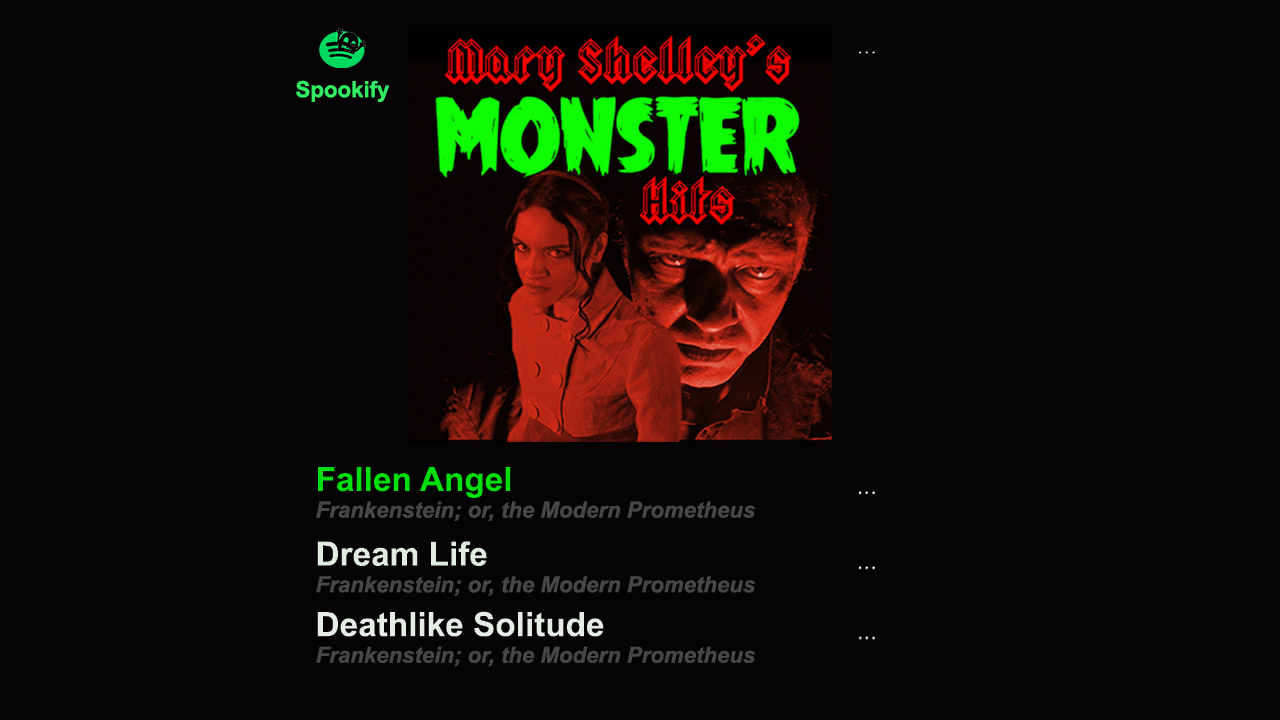 Spookify
Mary Shelley's
MONSTER
Hits
...
Fallen Angel
Frankenstein; or, the Modern Prometheus
...
Dream Life
Frankenstein; or, the Modern Prometheus
...
Deathlike Solitude
Frankenstein; or, the Modern Prometheus
...